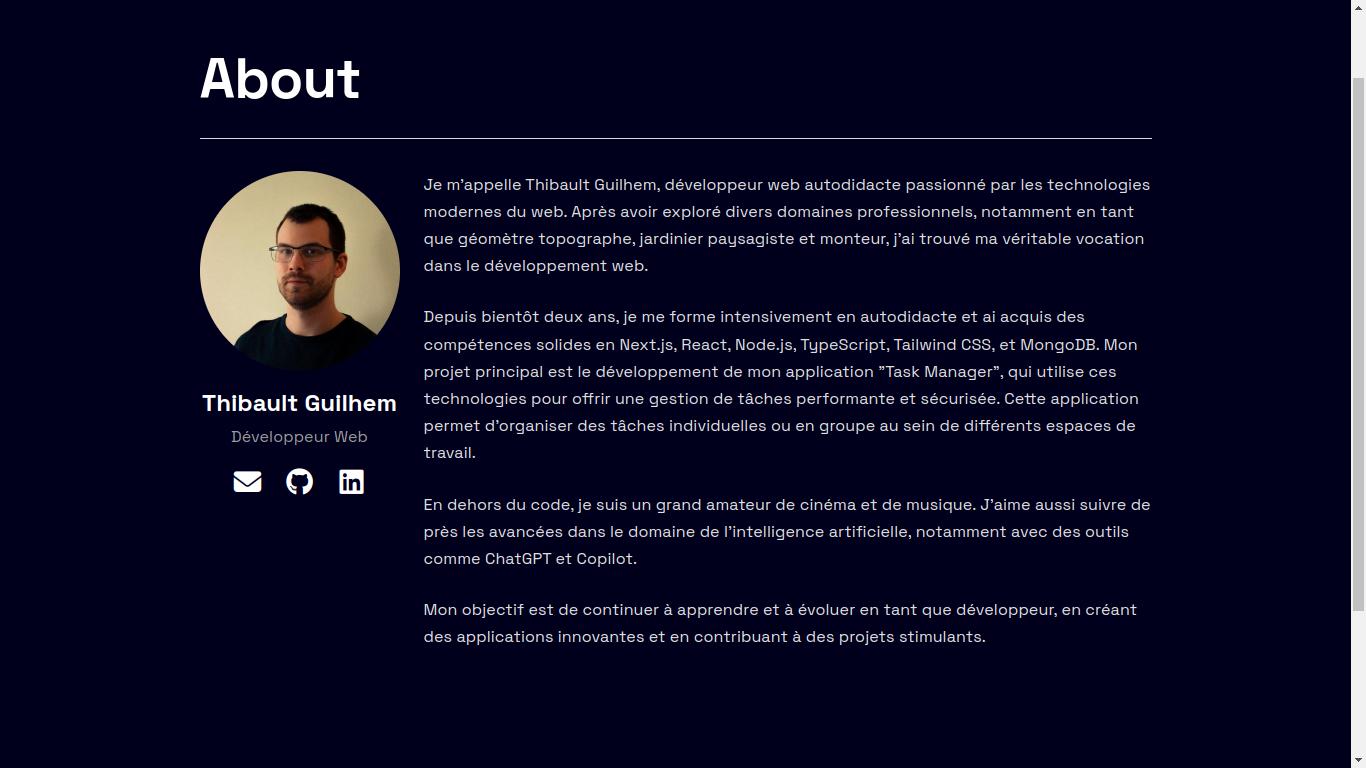 About
Je m'appelle Thibault Guilhem, développeur web autodidacte passionné par les technologies
modernes du web. Après avoir exploré divers domaines professionnels, notamment en tant
que géomètre topographe, jardinier paysagiste et monteur, j'ai trouvé ma véritable vocation
dans le développement web.
Depuis bientôt deux ans, je me forme intensivement en autodidacte et ai acquis des
compétences solides en Next.js, React, Node.js, TypeScript, Tailwind CSS, et MongoDB. Mon
projet principal est le développement de mon application "Task Manager", qui utilise ces
technologies pour offrir une gestion de tâches performante et sécurisée. Cette application
permet d'organiser des tâches individuelles ou en groupe au sein de différents espaces de
travail.
En dehors du code, je suis un grand amateur de cinéma et de musique. J'aime aussi suivre de
près les avancées dans le domaine de l'intelligence artificielle, notamment avec des outils
comme ChatGPT et Copilot.
Mon objectif est de continuer à apprendre et à évoluer en tant que développeur, en créant
des applications innovantes et en contribuant à des projets stimulants.
Thibault Guilhem
Développeur Web
in